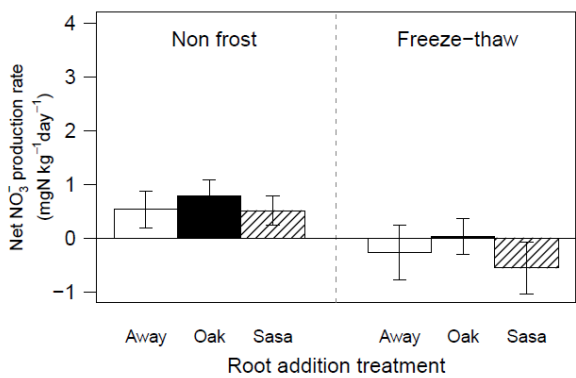 Net NO₃⁻ production rate
(mgN kg⁻¹day⁻¹)
4
3
2
1
0
−1
Non frost
Freeze−thaw
Away Oak Sasa Away Oak Sasa
Root addition treatment